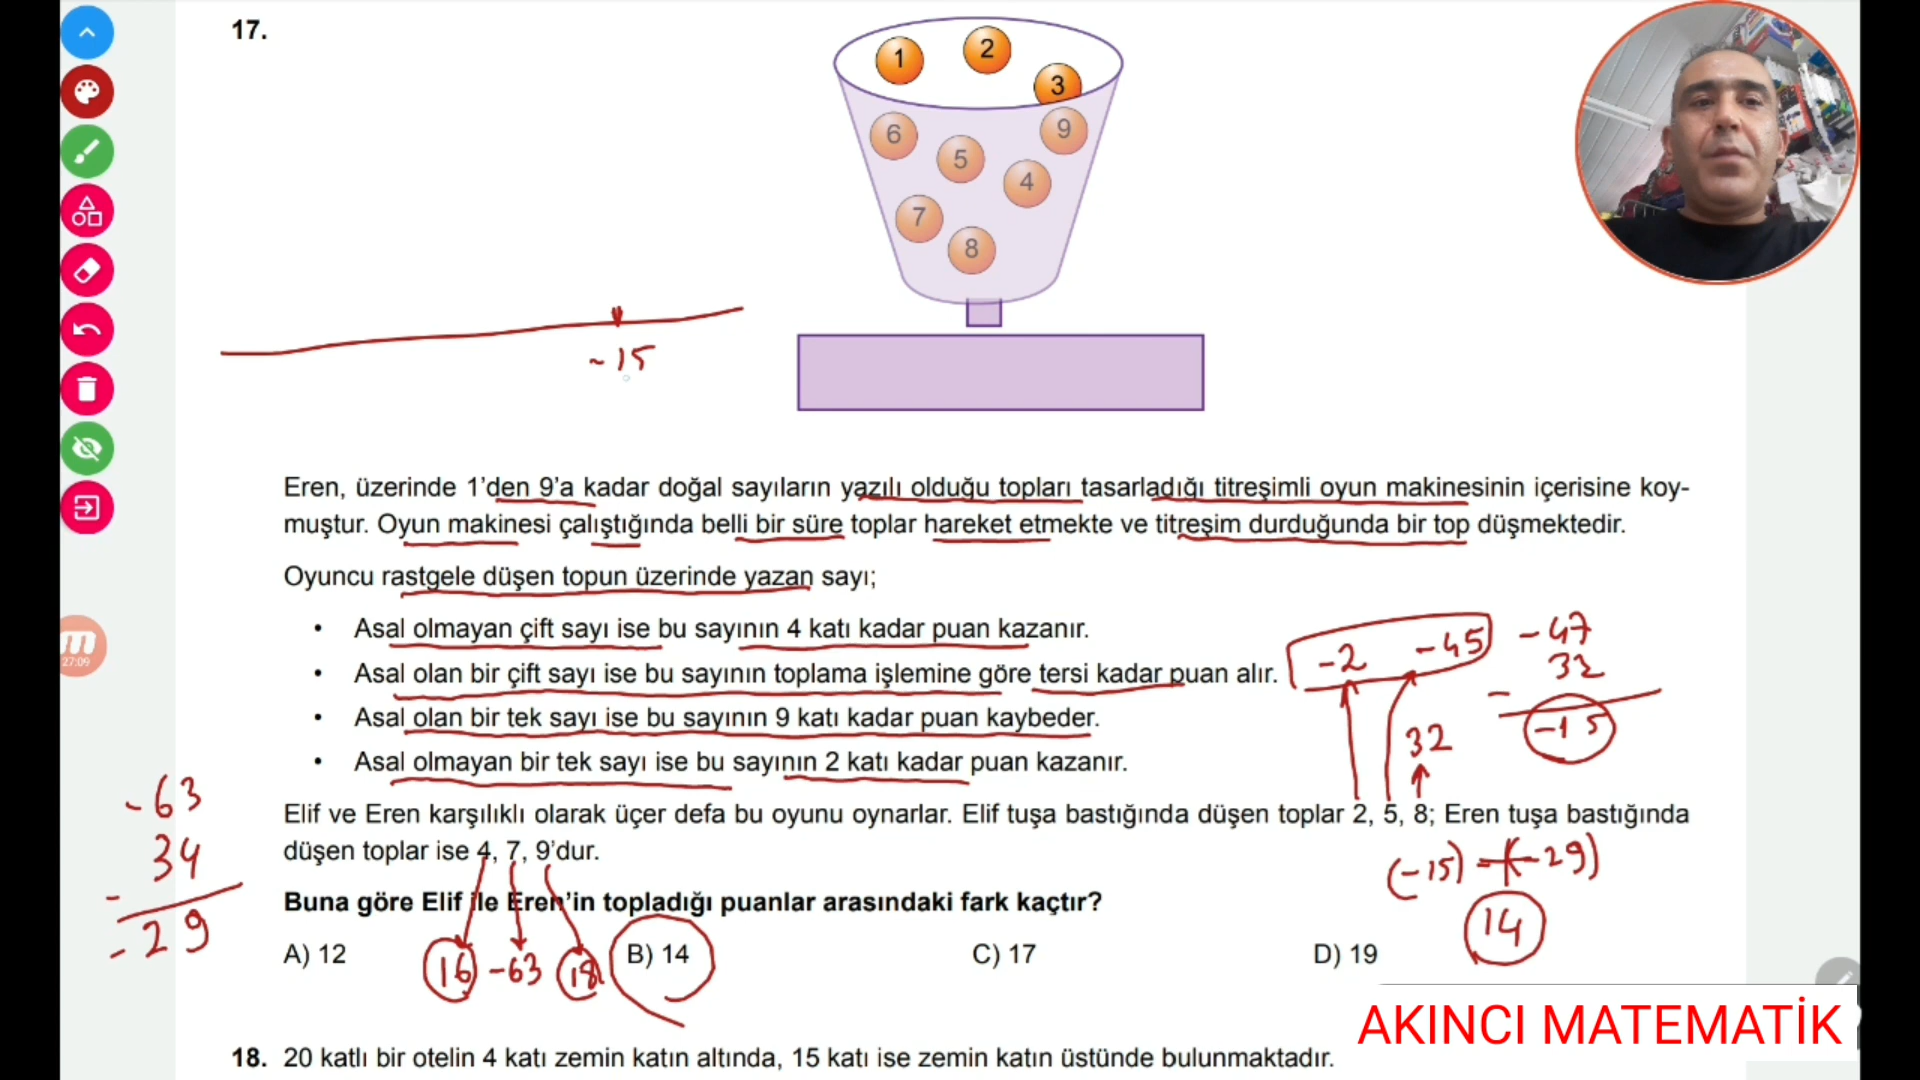 17.
1
2
3
6
9
5
4
7
8
-15
Eren, üzerinde 1’den 9’a kadar doğal sayıların yazılı olduğu topları tasarladığı titreşimli oyun makinesinin içerisine koy-
muştur. Oyun makinesi çalıştığında belli bir süre toplar hareket etmekte ve titreşim durduğunda bir top düşmektedir.
Oyuncu rastgele düşen topun üzerinde yazan sayı;
• Asal olmayan çift sayı ise bu sayının 4 katı kadar puan kazanır.
• Asal olan bir çift sayı ise bu sayının toplama işlemine göre tersi kadar puan alır.
• Asal olan bir tek sayı ise bu sayının 9 katı kadar puan kaybeder.
• Asal olmayan bir tek sayı ise bu sayının 2 katı kadar puan kazanır.
-2 -45
32
-47
32
-
-15
27:09
-63
34
-
-29
Elif ve Eren karşılıklı olarak üçer defa bu oyunu oynarlar. Elif tuşa bastığında düşen toplar 2, 5, 8; Eren tuşa bastığında
düşen toplar ise 4, 7, 9’dur.
(-15)-(-29)
14
Buna göre Elif ile Eren’in topladığı puanlar arasındaki fark kaçtır?
A) 12 B) 14 C) 17 D) 19
16 -63 18
AKINCI MATEMATİK
18. 20 katlı bir otelin 4 katı zemin katın altında, 15 katı ise zemin katın üstünde bulunmaktadır.